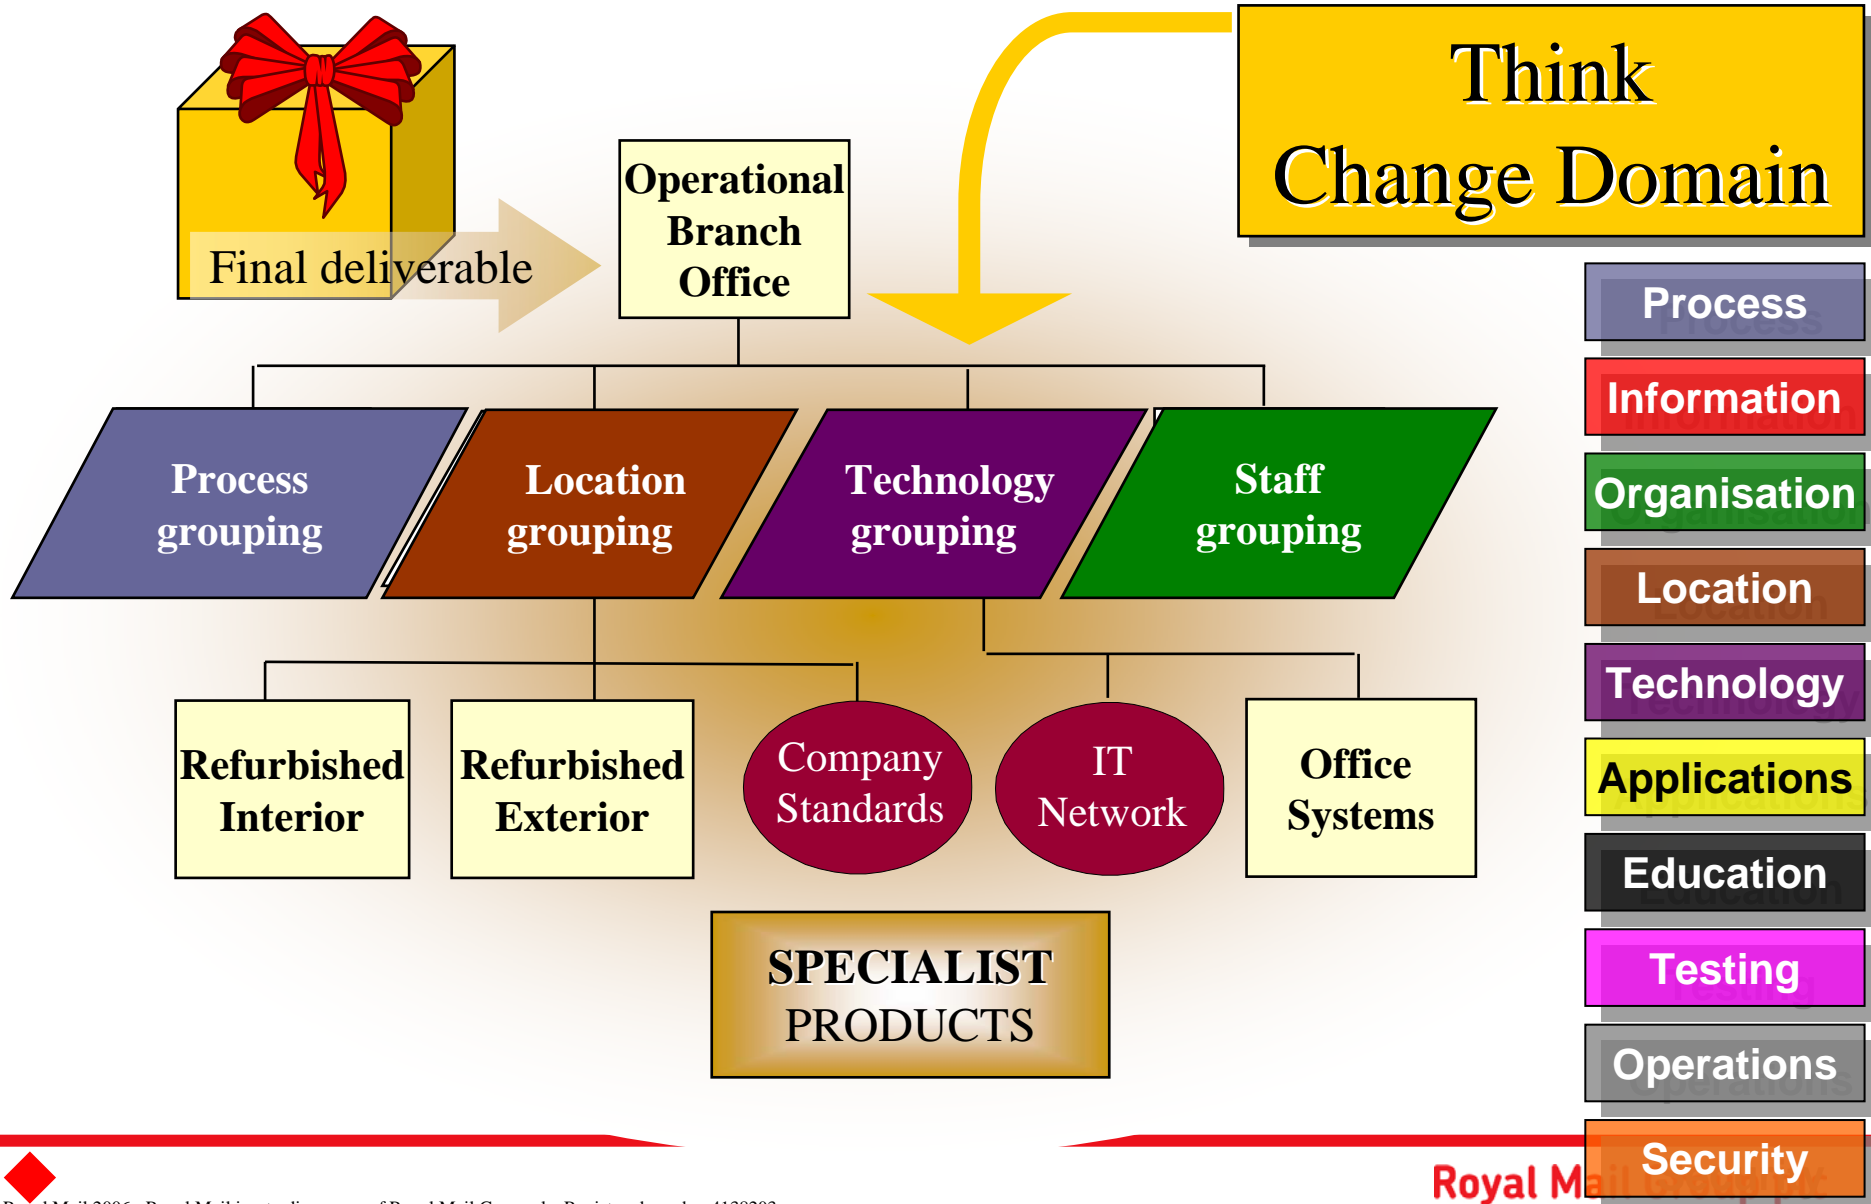 Think
Change Domain
Final deliverable
Operational
Branch
Office
Process
grouping
Location
grouping
Technology
grouping
Staff
grouping
Refurbished
Interior
Refurbished
Exterior
Company
Standards
IT
Network
Office
Systems
SPECIALIST
PRODUCTS
Process
Information
Organisation
Location
Technology
Applications
Education
Testing
Operations
Security
Royal Mail